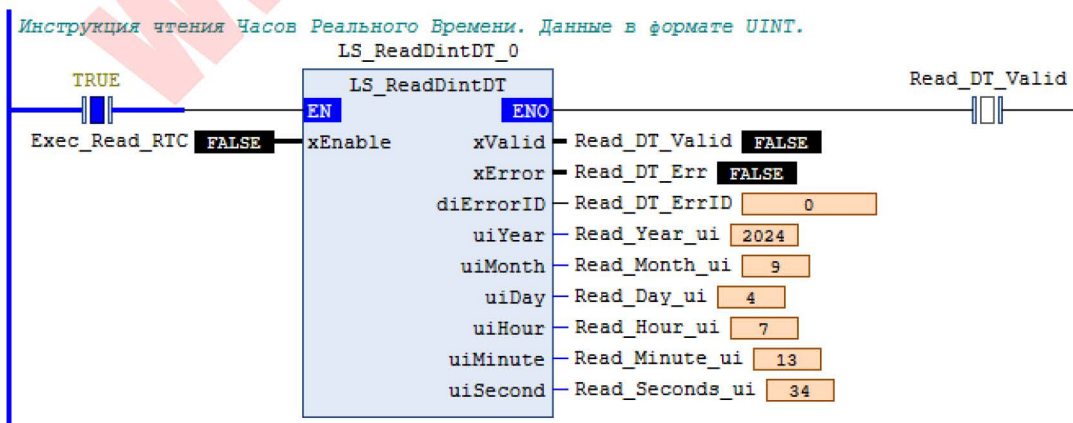 Инструкция чтения Часов Реального Времени. Данные в формате UINT.
LS_ReadDintDT_0
TRUE LS_ReadDintDT Read_DT_Valid
EN ENO
Exec_Read_RTC FALSE xEnable xValid Read_DT_Valid FALSE
xError Read_DT_Err FALSE
diErrorID Read_DT_ErrID 0
uiYear Read_Year_ui 2024
uiMonth Read_Month_ui 9
uiDay Read_Day_ui 4
uiHour Read_Hour_ui 7
uiMinute Read_Minute_ui 13
uiSecond Read_Seconds_ui 34